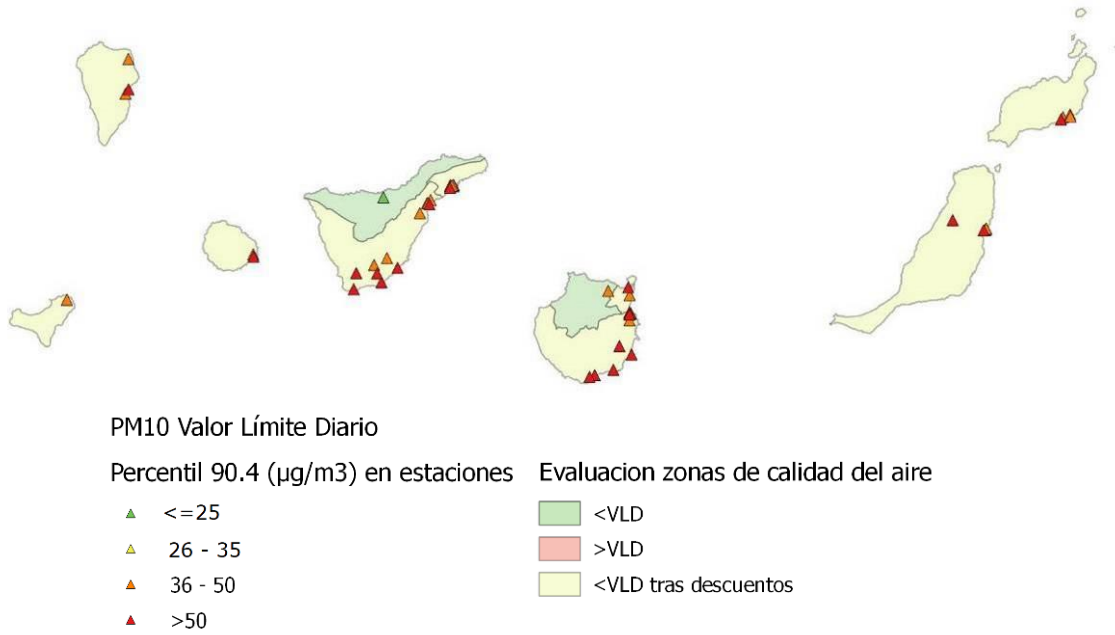 PM10 Valor Límite Diario
Percentil 90.4 (µg/m3) en estaciones
<=25
26 - 35
36 - 50
>50
Evaluacion zonas de calidad del aire
<VLD
>VLD
<VLD tras descuentos